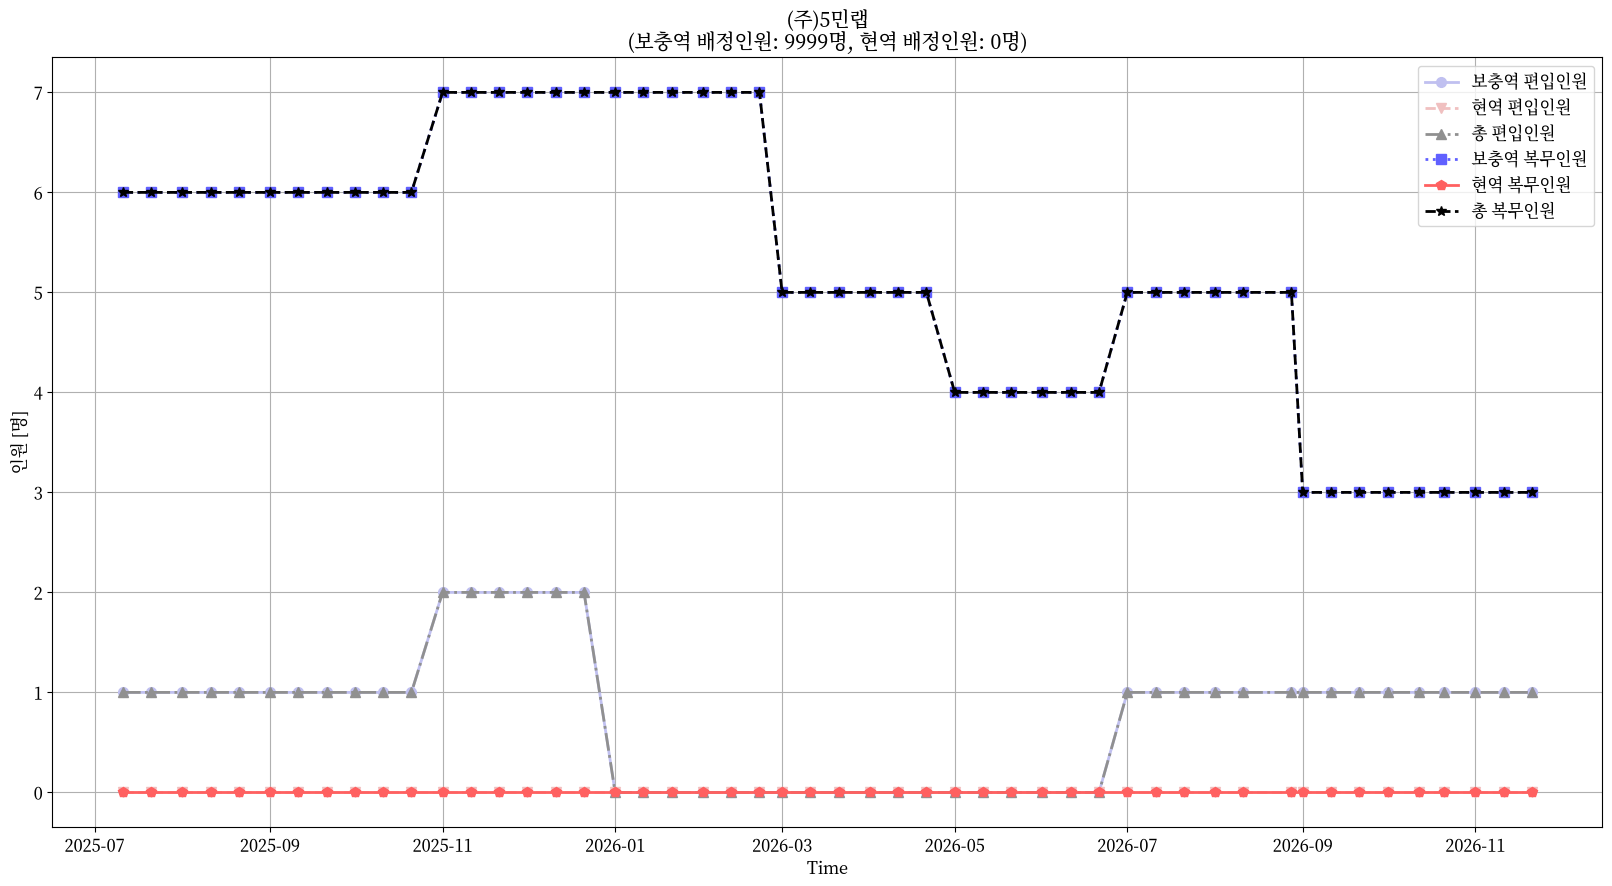 (주)5민랩
(보충역 배정인원: 9999명, 현역 배정인원: 0명)
보충역 편입인원
현역 편입인원
총 편입인원
보충역 복무인원
현역 복무인원
총 복무인원
인원 [명]
7
6
5
4
3
2
1
0
2025-07
2025-09
2025-11
2026-01
2026-03
2026-05
2026-07
2026-09
2026-11
Time